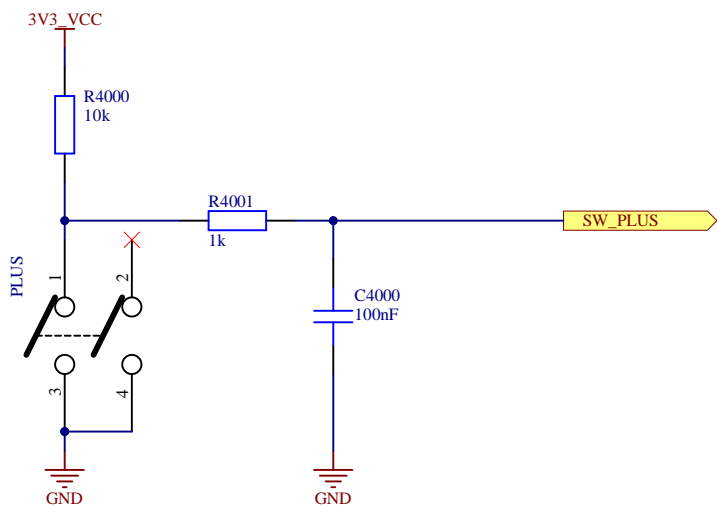 3V3_VCC
R4000
10k
R4001
1k
SW_PLUS
PLUS
1
2
C4000
100nF
3
4
GND
GND